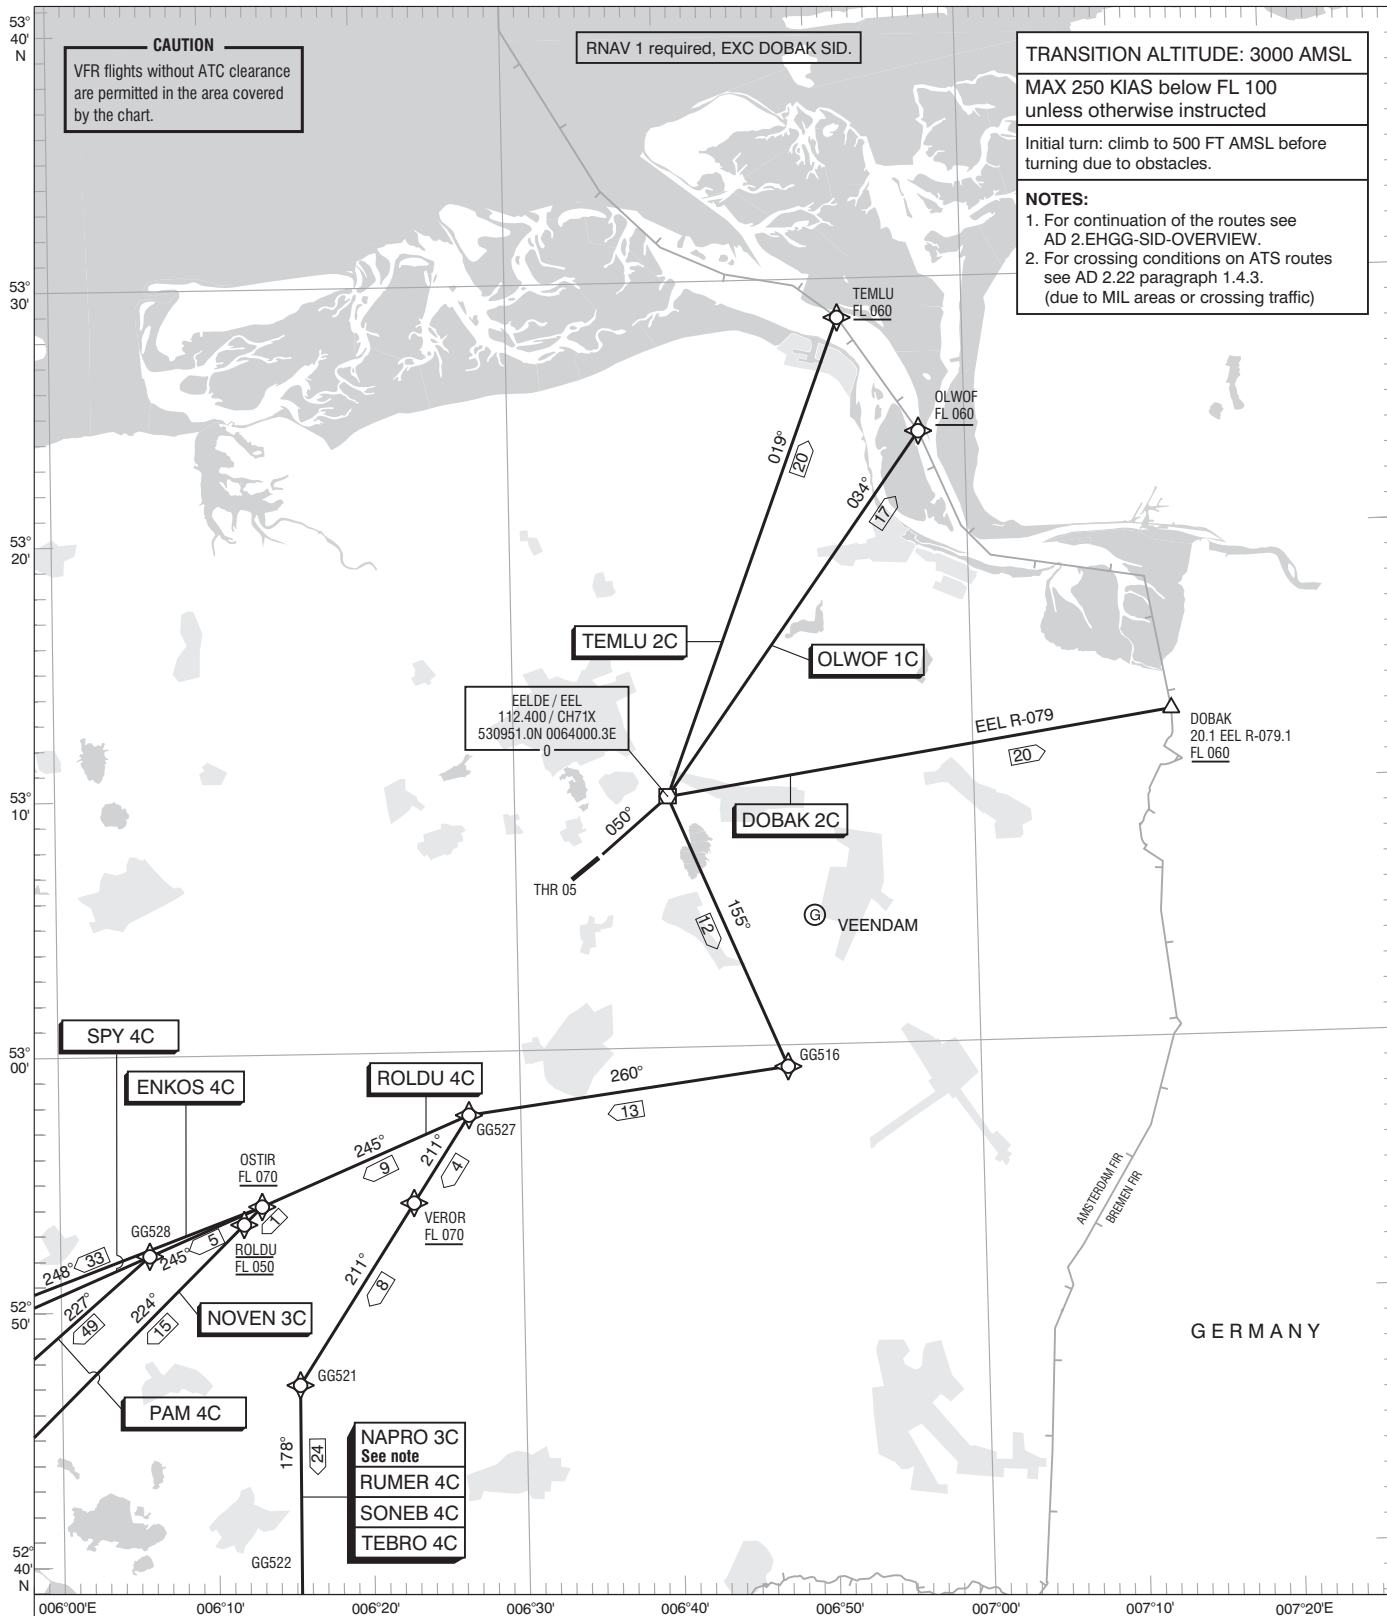 53°
40'
N
CAUTION
VFR flights without ATC clearance
are permitted in the area covered
by the chart.
RNAV 1 required, EXC DOBAK SID.
TRANSITION ALTITUDE: 3000 AMSL
MAX 250 KIAS below FL 100
unless otherwise instructed
Initial turn: climb to 500 FT AMSL before
turning due to obstacles.
NOTES:
1. For continuation of the routes see
AD 2.EHGG-SID-OVERVIEW.
2. For crossing conditions on ATS routes
see AD 2.22 paragraph 1.4.3.
(due to MIL areas or crossing traffic)
53°
30'
TEMLU
FL 060
OLWOF
FL 060
019°
20
034°
17
53°
20'
TEMLU 2C
OLWOF 1C
EELDE / EEL
112.400 / CH71X
530951.0N 0064000.3E
0
EEL R-079
20
DOBAK
20.1 EEL R-079.1
FL 060
53°
10'
050°
DOBAK 2C
THR 05
155°
12
G
VEENDAM
SPY 4C
53°
00'
GG516
ENKOS 4C
ROLDU 4C
260°
13
GG527
245°
9
211°
4
OSTIR
FL 070
VEROR
FL 070
AMSTERDAM FIR
BREMEN FIR
GG528
1
5
245°
ROLDU
FL 050
248°
33
211°
8
52°
50'
227°
49
224°
15
NOVEN 3C
GERMANY
GG521
PAM 4C
178°
24
NAPRO 3C
See note
RUMER 4C
SONEB 4C
TEBRO 4C
GG522
52°
40'
N
006°00'E
006°10'
006°20'
006°30'
006°40'
006°50'
007°00'
007°10'
007°20'E